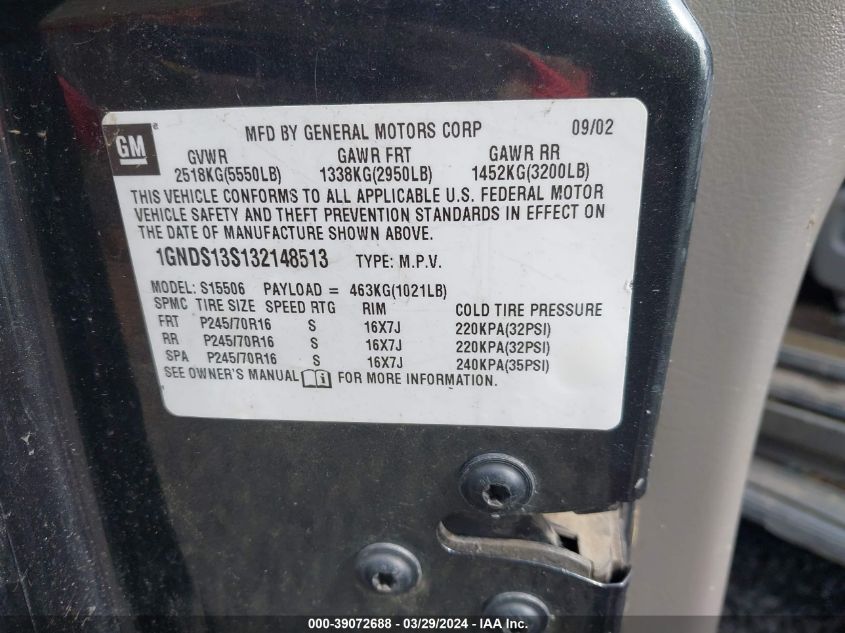 GM
MFD BY GENERAL MOTORS CORP 09/02
GVWR GAWR FRT GAWR RR
2518KG(5550LB) 1338KG(2950LB) 1452KG(3200LB)
THIS VEHICLE CONFORMS TO ALL APPLICABLE U.S. FEDERAL MOTOR
VEHICLE SAFETY AND THEFT PREVENTION STANDARDS IN EFFECT ON
THE DATE OF MANUFACTURE SHOWN ABOVE.
1GNDS13S132148513 TYPE: M.P.V.
MODEL: S15506 PAYLOAD = 463KG(1021LB)
SPMC TIRE SIZE SPEED RTG RIM COLD TIRE PRESSURE
FRT P245/70R16 S 16X7J 220KPA(32PSI)
RR P245/70R16 S 16X7J 220KPA(32PSI)
SPA P245/70R16 S 16X7J 240KPA(35PSI)
SEE OWNER'S MANUAL FOR MORE INFORMATION.
000-39072688 / 03/29/2024 - IAA Inc.